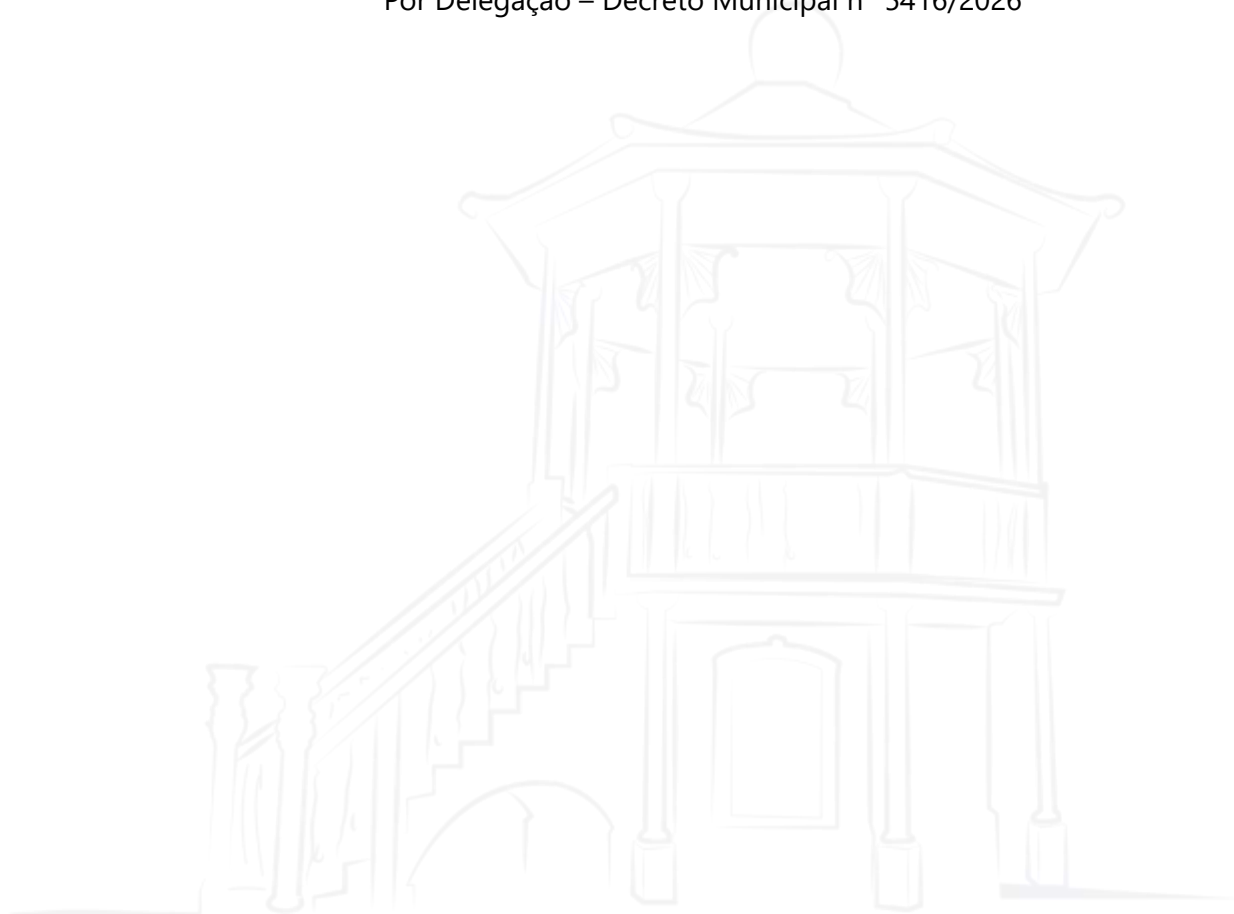 Por Delegação – Decreto Municipal nº